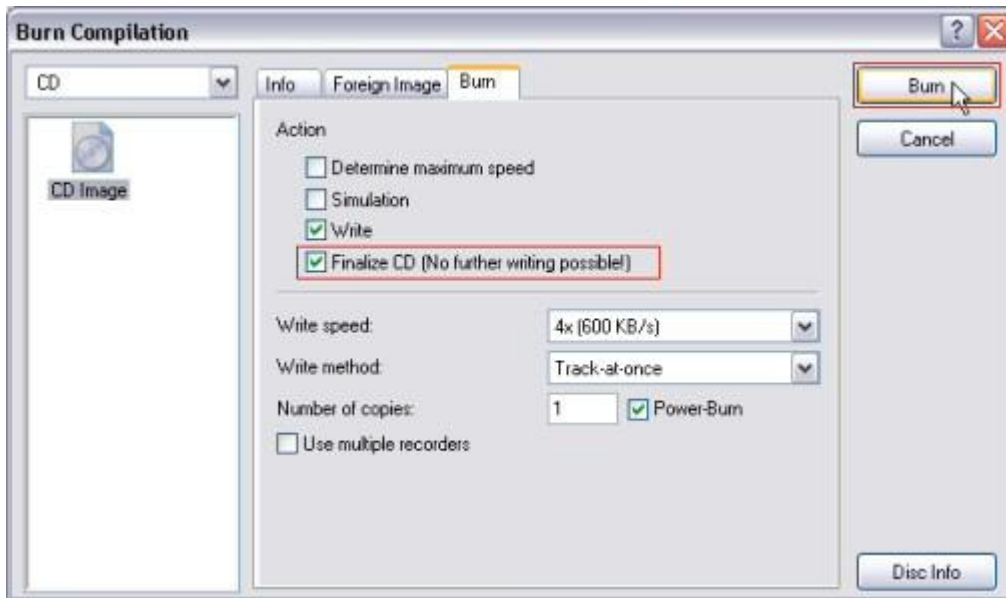 Burn Compilation
CD
CD Image
Info Foreign Image Burn
Action
Determine maximum speed
Simulation
Write
Finalize CD (No further writing possible!)
Write speed: 4x (600 KB/s)
Write method: Track-at-once
Number of copies: 1 Power-Burn
Use multiple recorders
Burn
Cancel
Disc Info